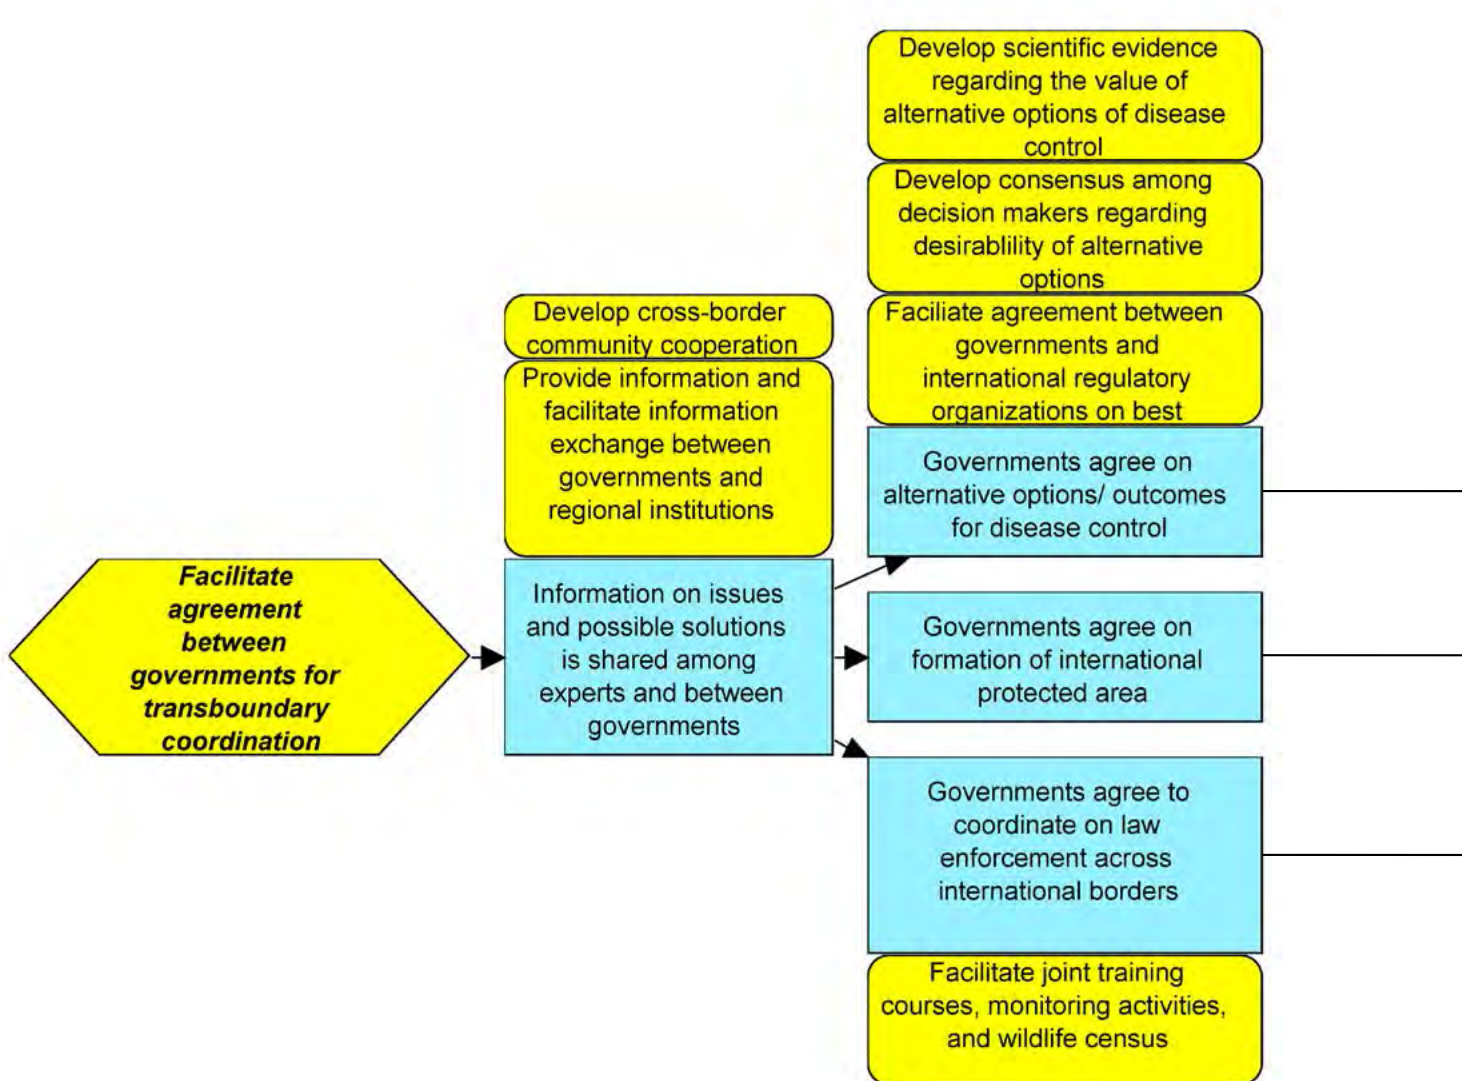 Facilitate
agreement
between
governments for
transboundary
coordination
Develop cross-border
community cooperation
Provide information and
facilitate information
exchange between
governments and
regional institutions
Information on issues
and possible solutions
is shared among
experts and between
governments
Develop scientific evidence
regarding the value of
alternative options of disease
control
Develop consensus among
decision makers regarding
desirablility of alternative
options
Faciliate agreement between
governments and
international regulatory
organizations on best
Governments agree on
alternative options/ outcomes
for disease control
Governments agree on
formation of international
protected area
Governments agree to
coordinate on law
enforcement across
international borders
Facilitate joint training
courses, monitoring activities,
and wildlife census